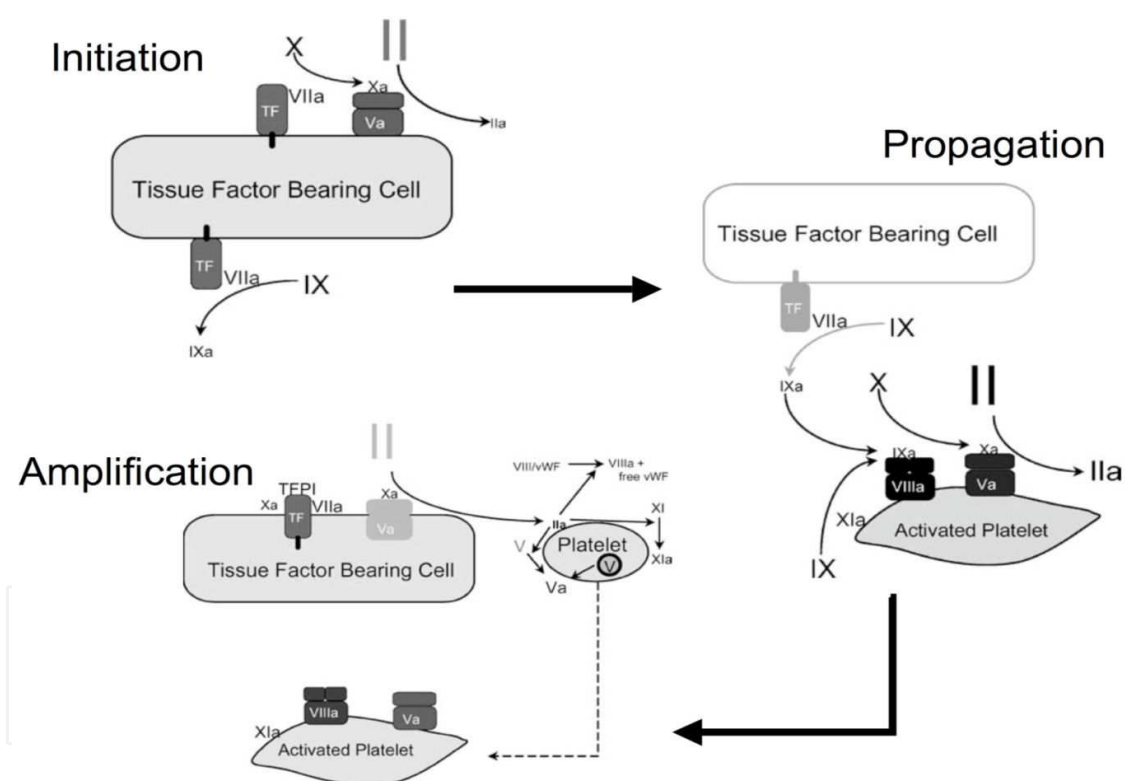 Initiation
X
II
Xa
TF
VIIa
Va
IIa
Tissue Factor Bearing Cell
TF
VIIa
IX
IXa
Propagation
Tissue Factor Bearing Cell
TF
VIIa
IX
IXa
X
II
IXa
Xa
VIIIa
Va
IIa
XIa
Activated Platelet
IX
Amplification
II
TFPI
Xa
TF
VIIa
Xa
Va
Tissue Factor Bearing Cell
VIII/vWF
VIIIa +
free vWF
IIa
XI
V
Platelet
V
XIa
Va
VIIIa
Va
XIa
Activated Platelet